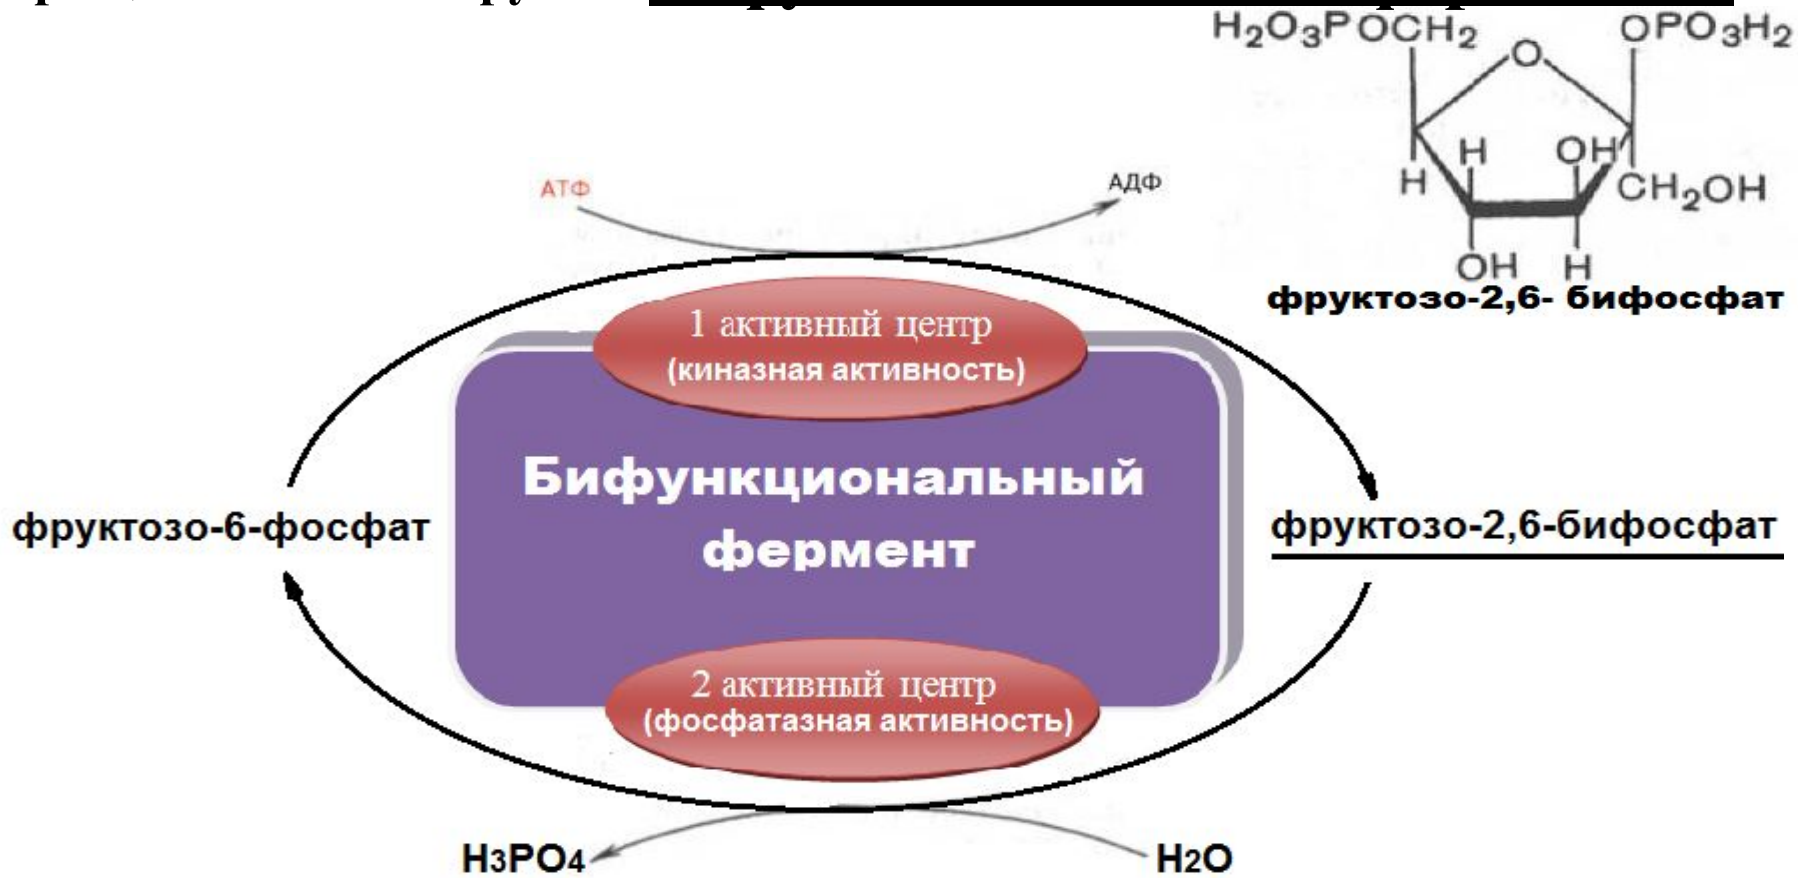 H2O3POCH2
O
OPO3H2
H
OH
H
CH2OH
OH
H
фруктозо-2,6- бифосфат
АТФ
АДФ
1 активный центр
(киназная активность)
Бифункциональный
фермент
фруктозо-6-фосфат
фруктозо-2,6-бифосфат
2 активный центр
(фосфатазная активность)
H3PO4
H2O